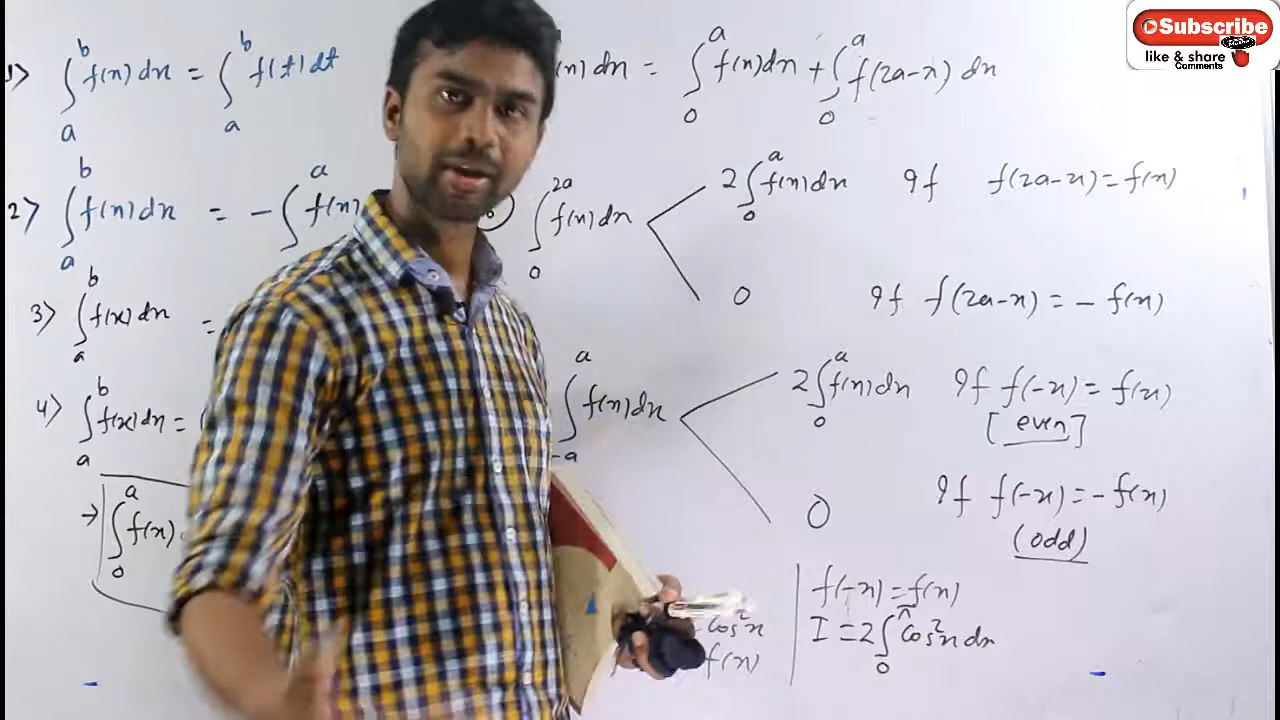 1> ∫_a^b f(x) dx = ∫_a^b f(t) dt
(x) dx = ∫_0^a f(x) dx + ∫_0^a f(2a-x) dx
2> ∫_a^b f(x) dx = - ∫^a f(x)
∫_0^{2a} f(x) dx
2 ∫_0^a f(x) dx If f(2a-x) = f(x)
0 If f(2a-x) = - f(x)
3> ∫_a^b f(x) dx =
4> ∫_a^b f(x) dx =
→ ∫_0^a f(x)
∫_{-a}^a f(x) dx
2 ∫_0^a f(x) dx If f(-x) = f(x)
[even]
0 If f(-x) = - f(x)
(odd)
cos²x
f(x)
f(-x) = f(x)
I = 2 ∫_0^π cos²x dx
Subscribe
like & share
Comments